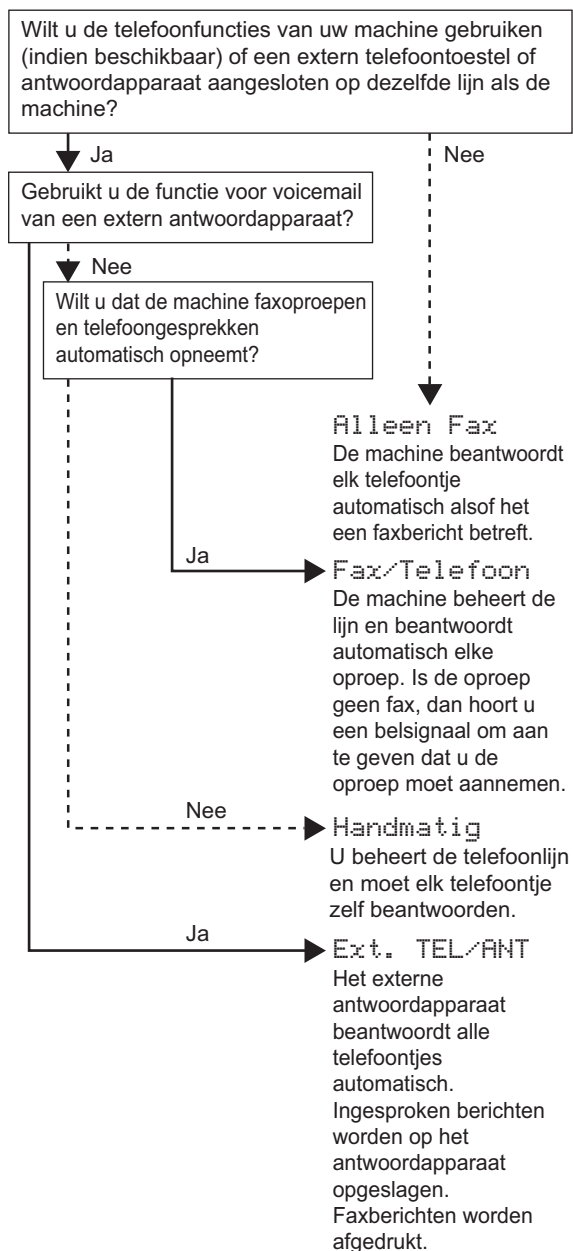 Wilt u de telefoonfuncties van uw machine gebruiken
(indien beschikbaar) of een extern telefoontoestel of
antwoordapparaat aangesloten op dezelfde lijn als de
machine?
Ja
Nee
Gebruikt u de functie voor voicemail
van een extern antwoordapparaat?
Nee
Wilt u dat de machine faxoproepen
en telefoongesprekken
automatisch opneemt?
Alleen Fax
De machine beantwoordt
elk telefoontje
automatisch alsof het
een faxbericht betreft.
Ja
Fax/Telefoon
De machine beheert de
lijn en beantwoordt
automatisch elke
oproep. Is de oproep
geen fax, dan hoort u
een belsignaal om aan
te geven dat u de
oproep moet aannemen.
Nee
Handmatig
U beheert de telefoonlijn
en moet elk telefoontje
zelf beantwoorden.
Ja
Ext. TEL/ANT
Het externe
antwoordapparaat
beantwoordt alle
telefoontjes
automatisch.
Ingesproken berichten
worden op het
antwoordapparaat
opgeslagen.
Faxberichten worden
afgedrukt.